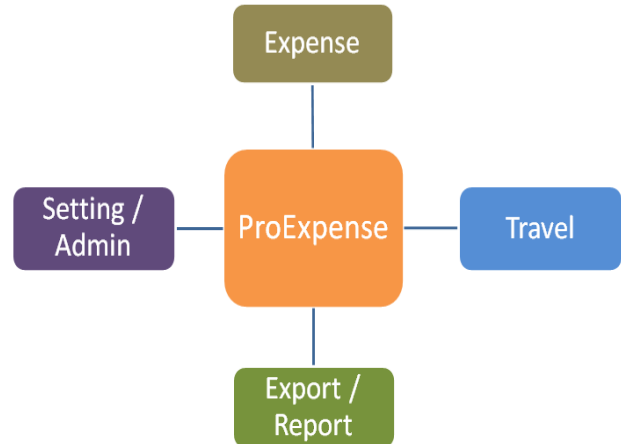 Expense
Setting /
Admin
ProExpense
Travel
Export /
Report